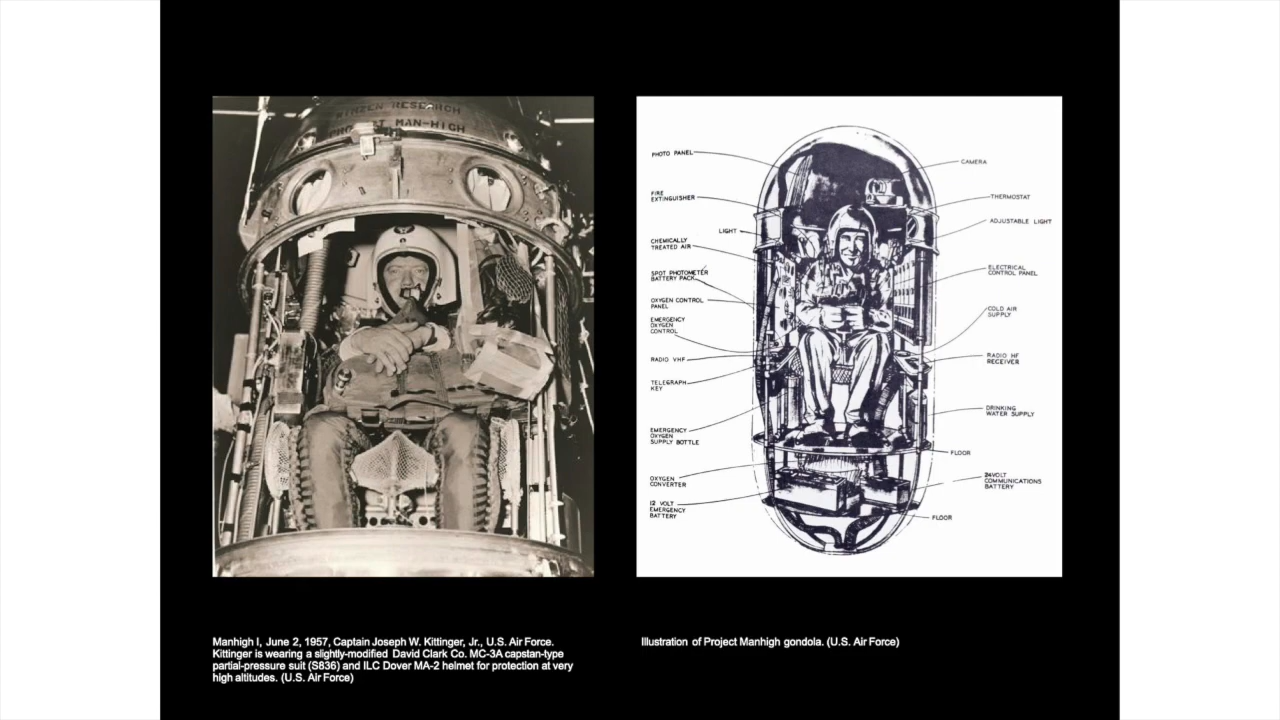 RESEARCH
MAN-HIGH
PHOTO PANEL
FIRE
EXTINGUISHER
LIGHT
CHEMICALLY
TREATED AIR
SPOT PHOTOMETER
BATTERY PACK
OXYGEN CONTROL
PANEL
EMERGENCY
OXYGEN
CONTROL
RADIO VHF
TELEGRAPH
KEY
EMERGENCY
OXYGEN
SUPPLY BOTTLE
OXYGEN
CONVERTER
12 VOLT
EMERGENCY
BATTERY
CAMERA
THERMOSTAT
ADJUSTABLE LIGHT
ELECTRICAL
CONTROL PANEL
COLD AIR
SUPPLY
RADIO HF
RECEIVER
DRINKING
WATER SUPPLY
FLOOR
24VOLT
COMMUNICATIONS
BATTERY
FLOOR
Manhigh I, June 2, 1957, Captain Joseph W. Kittinger, Jr., U.S. Air Force.
Kittinger is wearing a slightly-modified David Clark Co. MC-3A capstan-type
partial-pressure suit (S836) and ILC Dover MA-2 helmet for protection at very
high altitudes. (U.S. Air Force)
Illustration of Project Manhigh gondola. (U.S. Air Force)